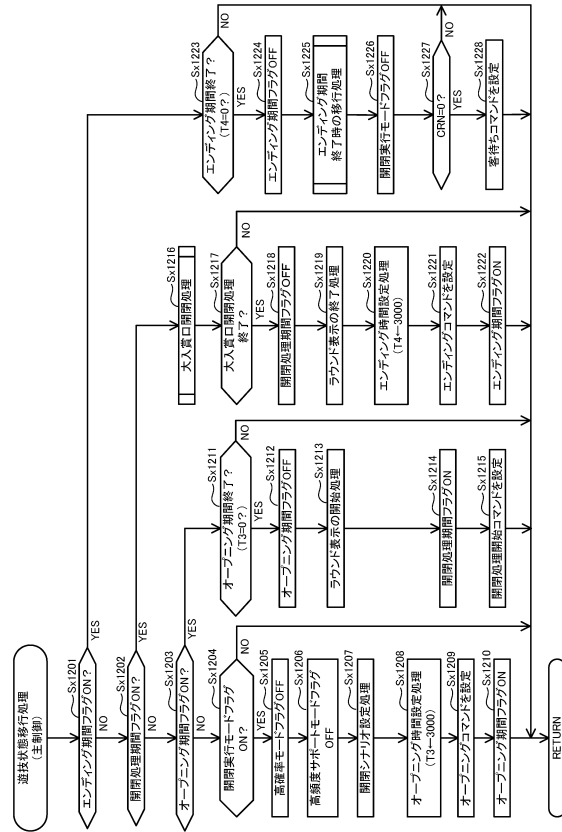 遊技状態移行処理
(主制御)
Sx1201
エンディング期間フラグON?
YES
NO
Sx1202
開閉処理期間フラグON?
YES
NO
Sx1203
オープニング期間フラグON?
YES
NO
Sx1204
開閉実行モードフラグ
ON?
NO
YES
Sx1205
高確率モードフラグOFF
Sx1206
高頻度サポートモードフラグ
OFF
Sx1207
開閉シナリオ設定処理
Sx1208
オープニング時間設定処理
(T3←3000)
Sx1209
オープニングコマンドを設定
Sx1210
オープニング期間フラグON
RETURN
Sx1211
オープニング期間終了?
(T3=0?)
NO
YES
Sx1212
オープニング期間フラグOFF
Sx1213
ラウンド表示の開始処理
Sx1214
開閉処理期間フラグON
Sx1215
開閉処理開始コマンドを設定
Sx1216
大入賞口開閉処理
Sx1217
大入賞口開閉処理
終了?
NO
YES
Sx1218
開閉処理期間フラグOFF
Sx1219
ラウンド表示の終了処理
Sx1220
エンディング時間設定処理
(T4←3000)
Sx1221
エンディングコマンドを設定
Sx1222
エンディング期間フラグON
Sx1223
エンディング期間終了?
(T4=0?)
NO
YES
Sx1224
エンディング期間フラグOFF
Sx1225
エンディング期間
終了時の移行処理
Sx1226
開閉実行モードフラグOFF
Sx1227
CRN=0?
NO
YES
Sx1228
客待ちコマンドを設定